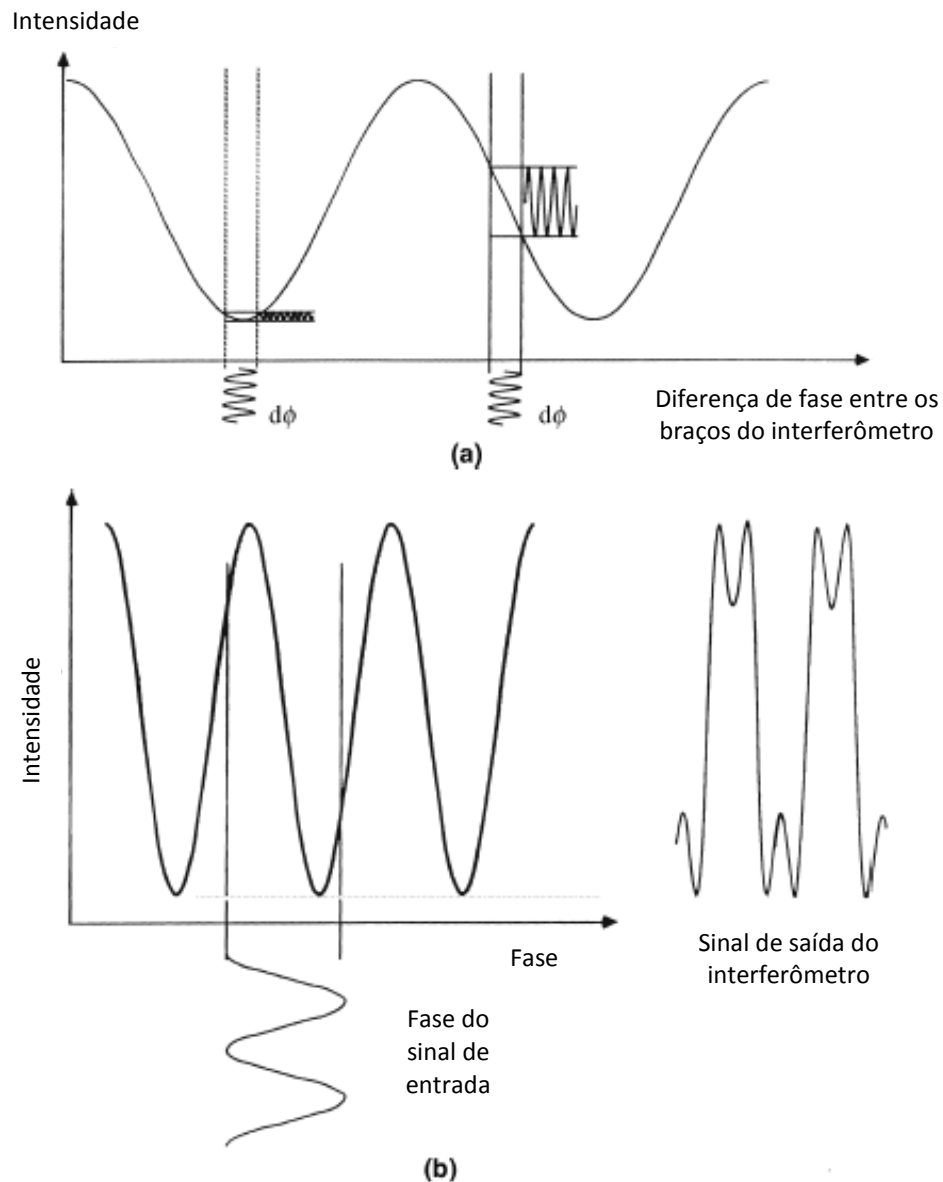 Intensidade
dϕ
dϕ
Diferença de fase entre os
braços do interferômetro
(a)
Intensidade
Fase
Sinal de saída do
interferômetro
Fase do
sinal de
entrada
(b)